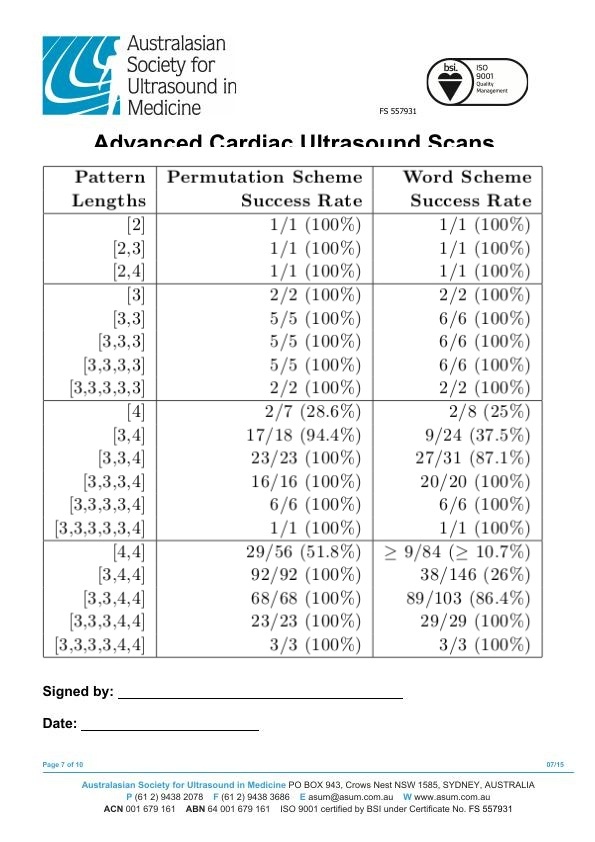 Australasian
Society for
Ultrasound in
Medicine
bsi.
ISO
9001
Quality
Management
FS 557931
Advanced Cardiac Ultrasound Scans
Pattern Lengths Permutation Scheme Success Rate Word Scheme Success Rate
[2] 1/1 (100%) 1/1 (100%)
[2,3] 1/1 (100%) 1/1 (100%)
[2,4] 1/1 (100%) 1/1 (100%)
[3] 2/2 (100%) 2/2 (100%)
[3,3] 5/5 (100%) 6/6 (100%)
[3,3,3] 5/5 (100%) 6/6 (100%)
[3,3,3,3] 5/5 (100%) 6/6 (100%)
[3,3,3,3,3] 2/2 (100%) 2/2 (100%)
[4] 2/7 (28.6%) 2/8 (25%)
[3,4] 17/18 (94.4%) 9/24 (37.5%)
[3,3,4] 23/23 (100%) 27/31 (87.1%)
[3,3,3,4] 16/16 (100%) 20/20 (100%)
[3,3,3,3,4] 6/6 (100%) 6/6 (100%)
[3,3,3,3,3,4] 1/1 (100%) 1/1 (100%)
[4,4] 29/56 (51.8%) ≥ 9/84 (≥ 10.7%)
[3,4,4] 92/92 (100%) 38/146 (26%)
[3,3,4,4] 68/68 (100%) 89/103 (86.4%)
[3,3,3,4,4] 23/23 (100%) 29/29 (100%)
[3,3,3,3,4,4] 3/3 (100%) 3/3 (100%)
Signed by:
Date:
Page 7 of 10 07/15
Australasian Society for Ultrasound in Medicine PO BOX 943, Crows Nest NSW 1585, SYDNEY, AUSTRALIA
P (61 2) 9438 2078 F (61 2) 9438 3686 E asum@asum.com.au W www.asum.com.au
ACN 001 679 161 ABN 64 001 679 161 ISO 9001 certified by BSI under Certificate No. FS 557931